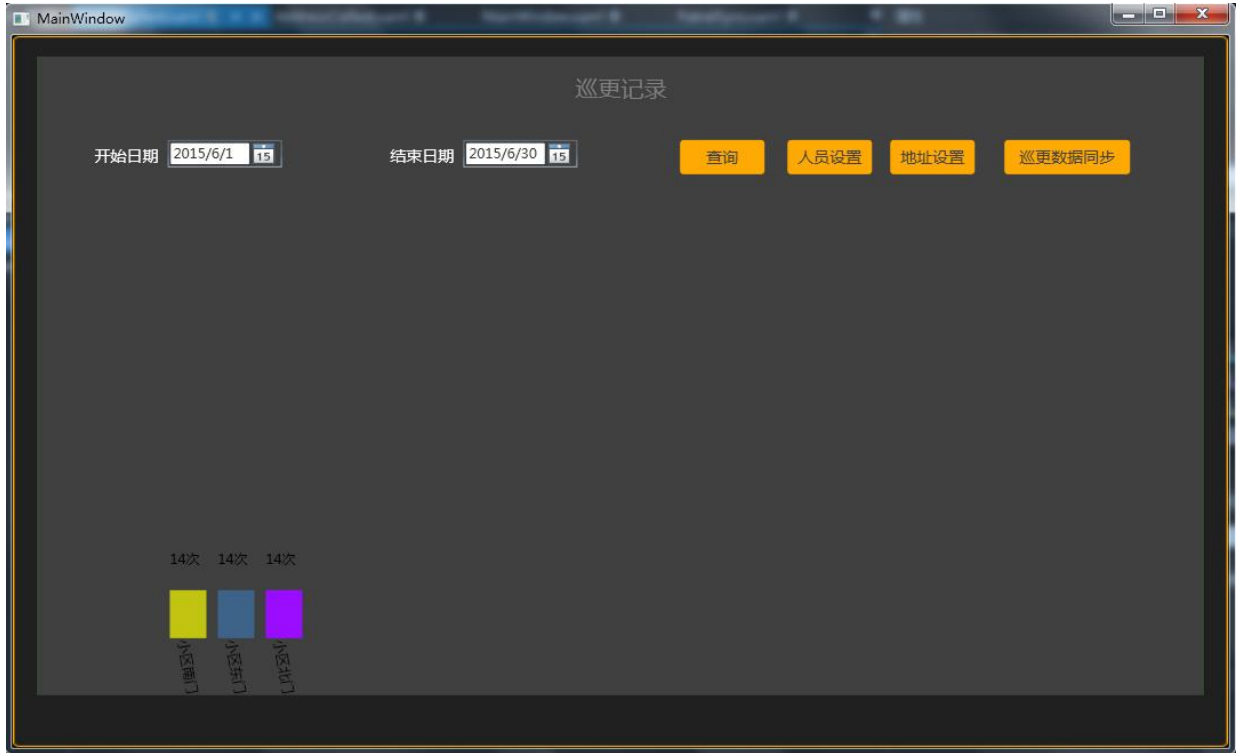 MainWindow
巡更记录
开始日期 2015/6/1 15 结束日期 2015/6/30 15 查询 人员设置 地址设置 巡更数据同步
14次 14次 14次
小区南门 小区东门 小区北门